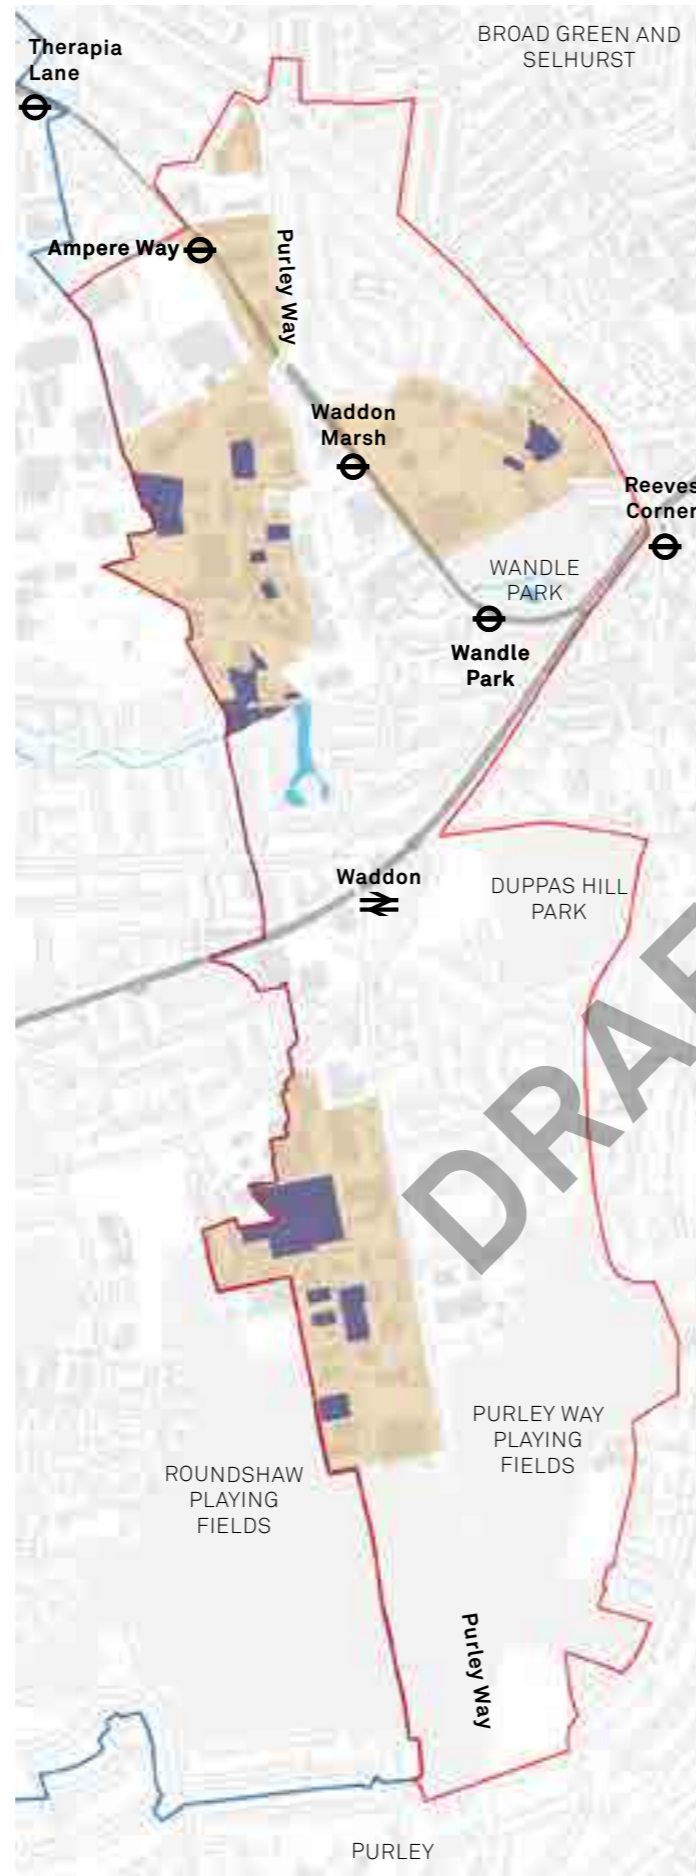 BROAD GREEN AND
SELHURST
Therapia
Lane
Ampere Way
Purley Way
Waddon
Marsh
Reeves
Corner
WANDLE
PARK
Wandle
Park
Waddon
DUPPAS HILL
PARK
DRAF
PURLEY WAY
PLAYING
FIELDS
ROUNDSHAW
PLAYING
FIELDS
Purley Way
PURLEY